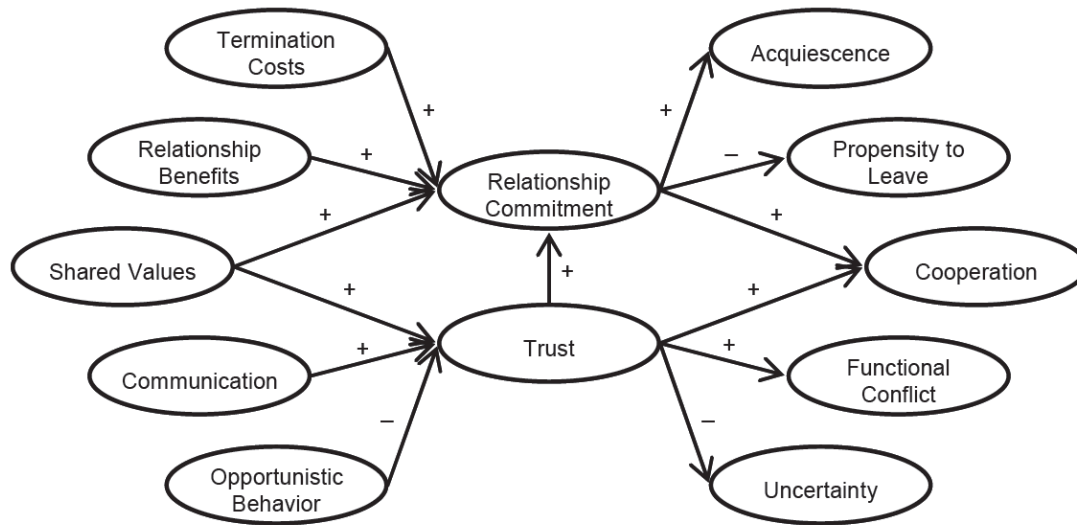 Termination
Costs
Acquiescence
+
+
Relationship
Benefits
+
–
Propensity to
Leave
Relationship
Commitment
+
+
Shared Values
+
Cooperation
+
+
Trust
Communication
+
+
Functional
Conflict
–
–
Opportunistic
Behavior
Uncertainty